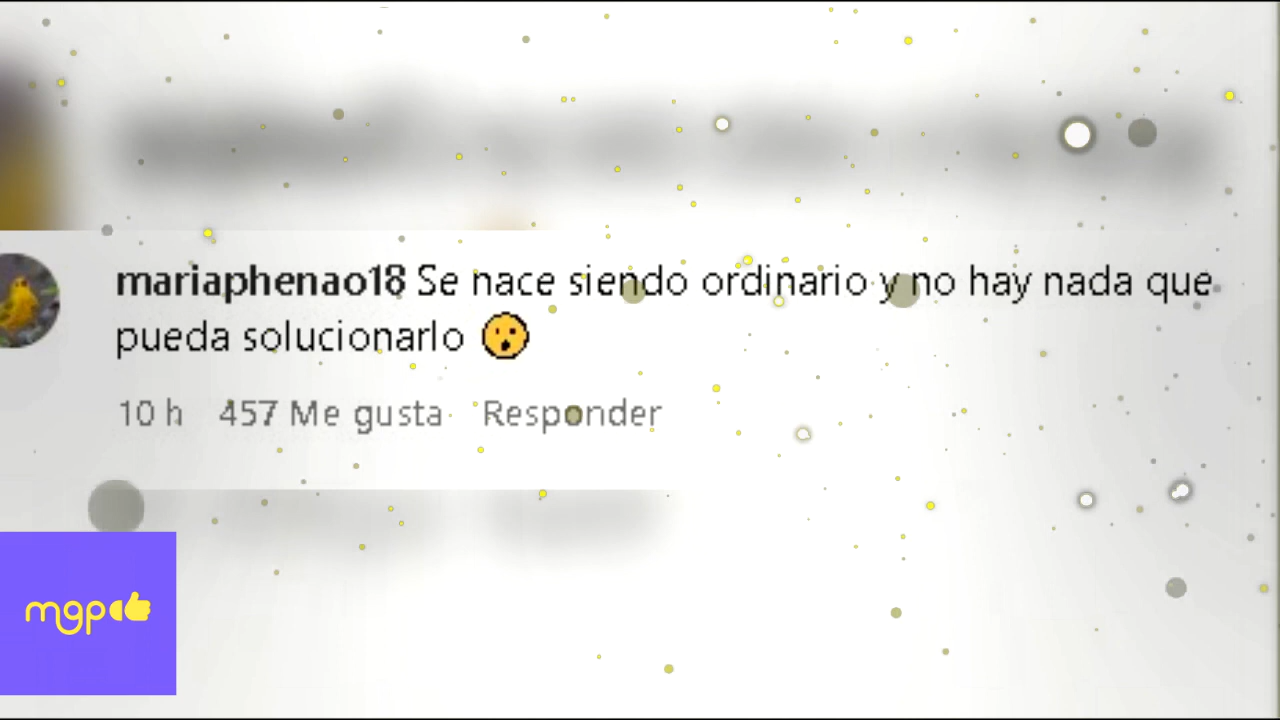 mariaphenao18 Se nace siendo ordinario y no hay nada que
pueda solucionarlo 😮
10 h 457 Me gusta Responder
mgp